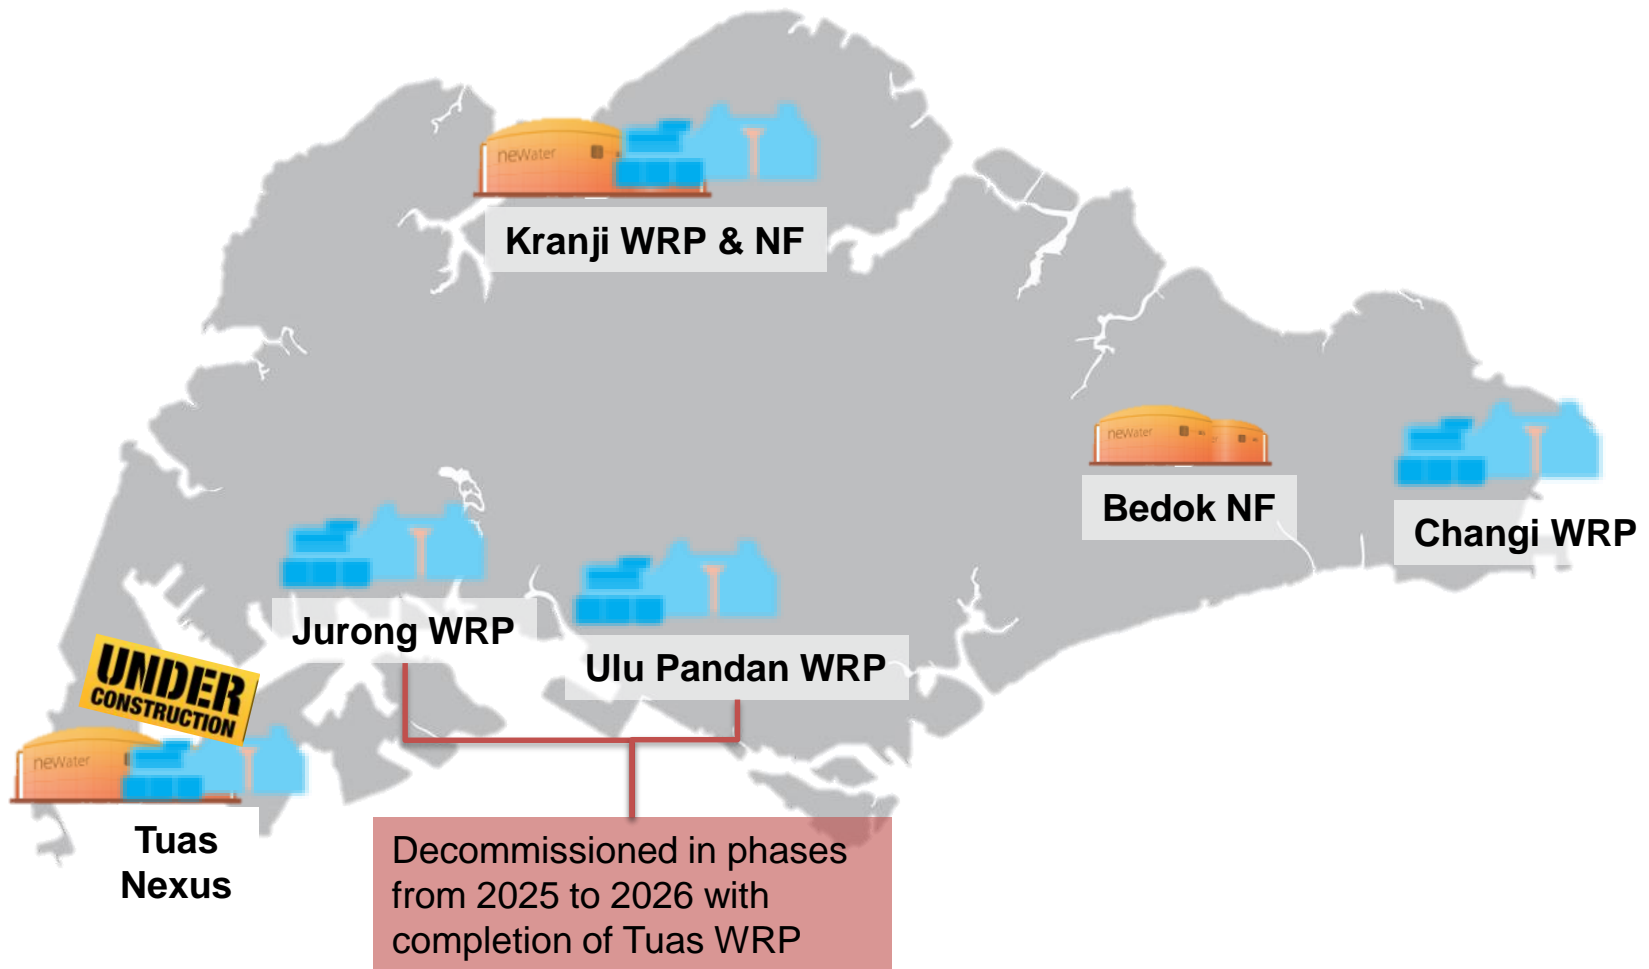 neWater
Kranji WRP & NF
neWater
Bedok NF
Changi WRP
Jurong WRP
Ulu Pandan WRP
UNDER
CONSTRUCTION
neWater
Tuas
Nexus
Decommissioned in phases
from 2025 to 2026 with
completion of Tuas WRP